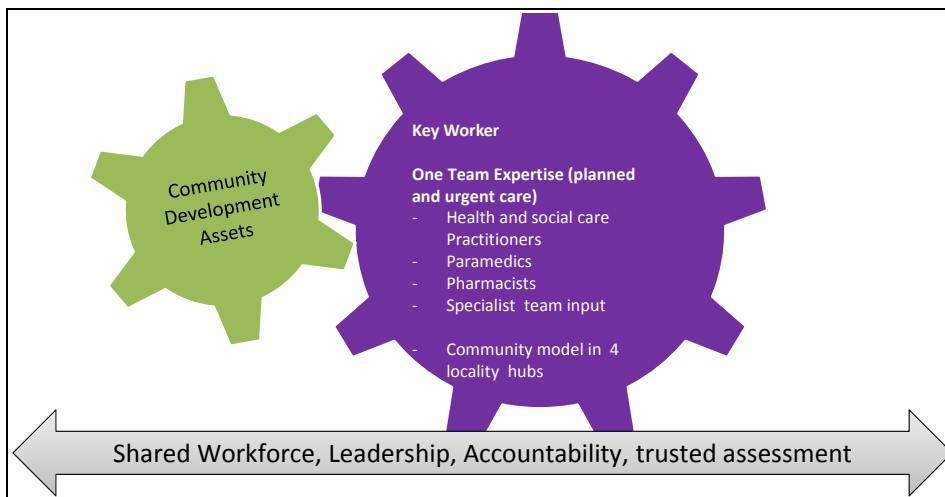 Community
Development
Assets
Key Worker
One Team Expertise (planned
and urgent care)
- Health and social care
Practitioners
- Paramedics
- Pharmacists
- Specialist team input
- Community model in 4
locality hubs
Shared Workforce, Leadership, Accountability, trusted assessment